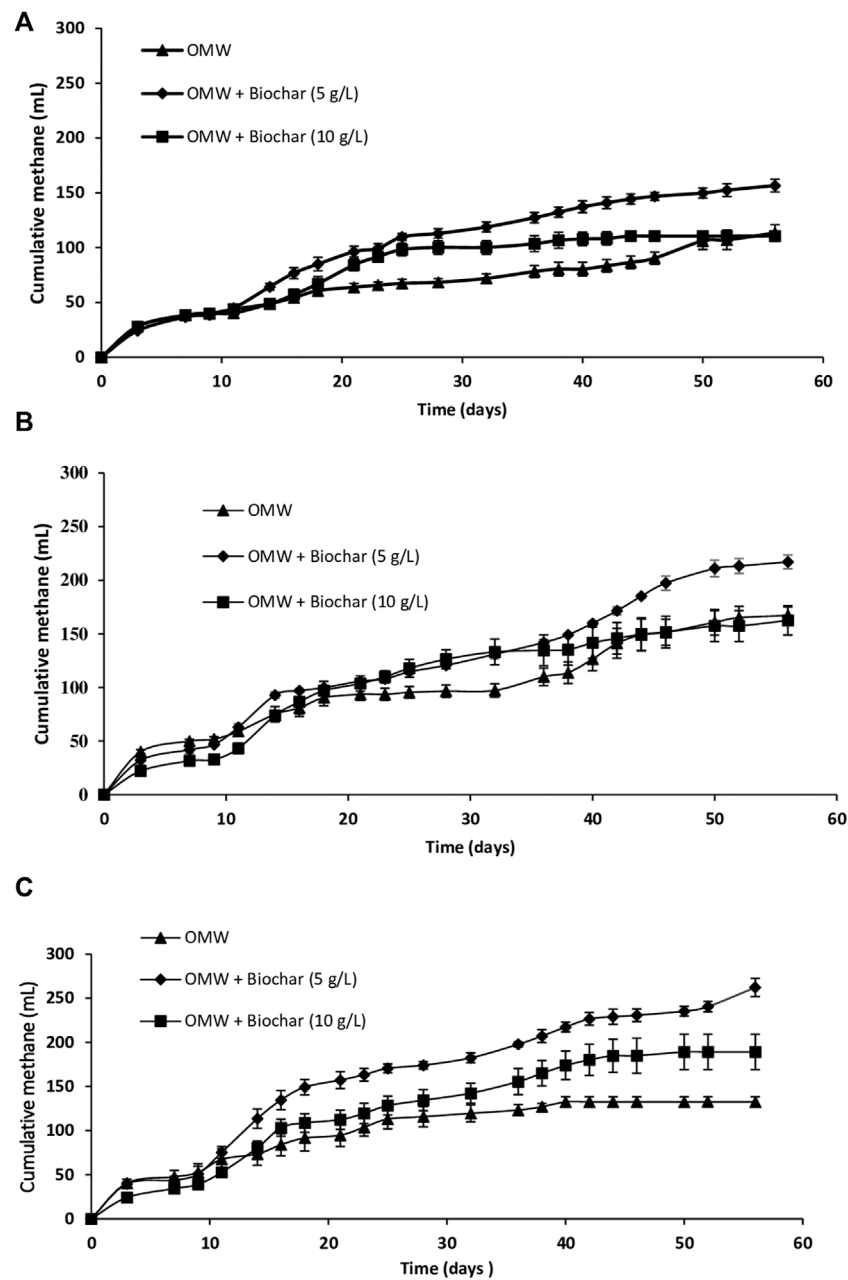 A
300
250
200
150
100
50
0
Cumulative methane (mL)
OMW
OMW + Biochar (5 g/L)
OMW + Biochar (10 g/L)
0 10 20 30 40 50 60
Time (days)
B
300
250
200
150
100
50
0
Cumulative methane (mL)
OMW
OMW + Biochar (5 g/L)
OMW + Biochar (10 g/L)
0 10 20 30 40 50 60
Time (days)
C
300
250
200
150
100
50
0
Cumulative methane (mL)
OMW
OMW + Biochar (5 g/L)
OMW + Biochar (10 g/L)
0 10 20 30 40 50 60
Time (days )